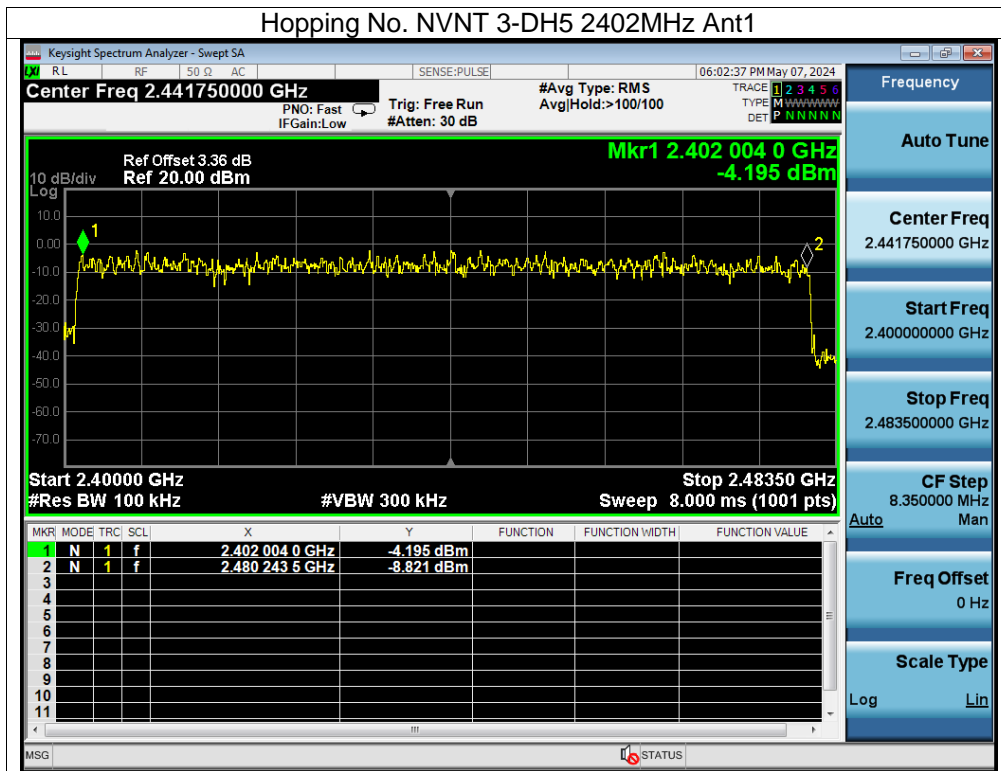 Hopping No. NVNT 3-DH5 2402MHz Ant1
Keysight Spectrum Analyzer - Swept SA
LXI RL RF 50 Ω AC SENSE:PULSE 06:02:37 PM May 07, 2024
Center Freq 2.441750000 GHz
PNO: Fast
IFGain:Low
Trig: Free Run
#Atten: 30 dB
#Avg Type: RMS
Avg|Hold:>100/100
TRACE 1 2 3 4 5 6
TYPE M W W W W W
DET P N N N N N
Mkr1 2.402 004 0 GHz
-4.195 dBm
Ref Offset 3.36 dB
10 dB/div Ref 20.00 dBm
Log
10.0
0.00
-10.0
-20.0
-30.0
-40.0
-50.0
-60.0
-70.0
1
2
Start 2.40000 GHz Stop 2.48350 GHz
#Res BW 100 kHz #VBW 300 kHz Sweep 8.000 ms (1001 pts)
MKR MODE TRC SCL X Y FUNCTION FUNCTION WIDTH FUNCTION VALUE
1 N 1 f 2.402 004 0 GHz -4.195 dBm
2 N 1 f 2.480 243 5 GHz -8.821 dBm
3
4
5
6
7
8
9
10
11
MSG STATUS
Frequency
Auto Tune
Center Freq
2.441750000 GHz
Start Freq
2.400000000 GHz
Stop Freq
2.483500000 GHz
CF Step
8.350000 MHz
Auto Man
Freq Offset
0 Hz
Scale Type
Log Lin